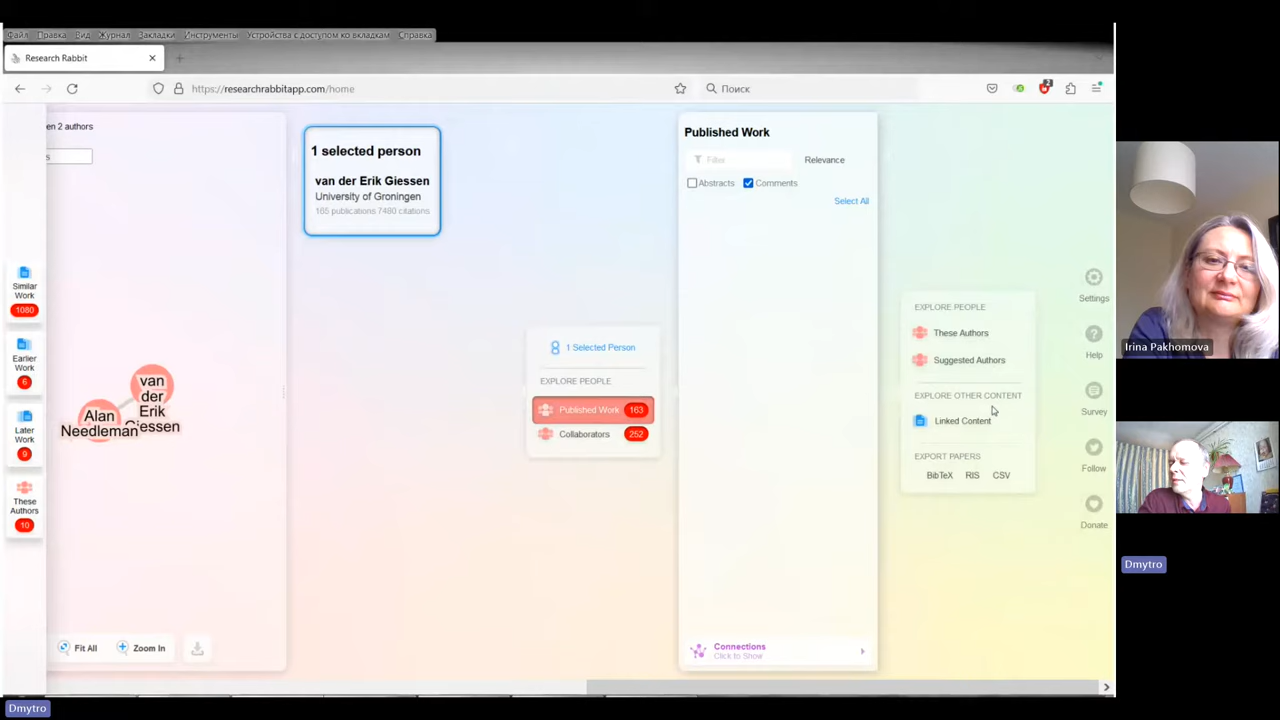 Файл Правка Вид Журнал Закладки Инструменты Устройства с доступом ко вкладкам Справка
Research Rabbit
https://researchrabbitapp.com/home
Поиск
en 2 authors
s
Similar
Work
1080
Earlier
Work
6
Later
Work
9
These
Authors
10
van
der
Erik
Giessen
Alan
Needleman
Fit All
Zoom In
1 selected person
van der Erik Giessen
University of Groningen
165 publications 7480 citations
1 Selected Person
EXPLORE PEOPLE
Published Work 163
Collaborators 252
Published Work
Filter
Relevance
Abstracts Comments
Select All
Connections
Click to Show
EXPLORE PEOPLE
These Authors
Suggested Authors
EXPLORE OTHER CONTENT
Linked Content
EXPORT PAPERS
BibTeX RIS CSV
Settings
Help
Survey
Follow
Donate
Irina Pakhomova
Dmytro
Dmytro